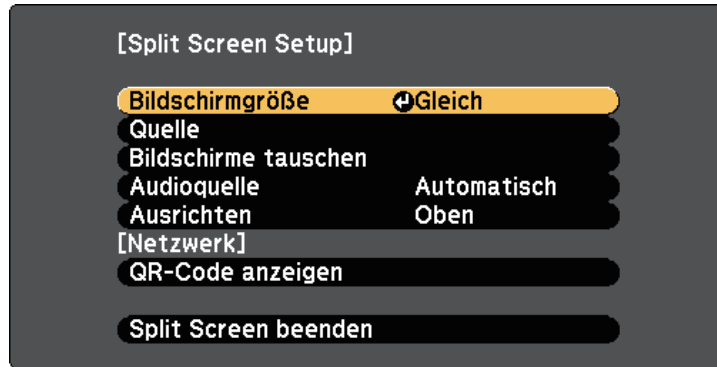 [Split Screen Setup]
Bildschirmgröße Gleich
Quelle
Bildschirme tauschen
Audioquelle Automatisch
Ausrichten Oben
[Netzwerk]
QR-Code anzeigen
Split Screen beenden